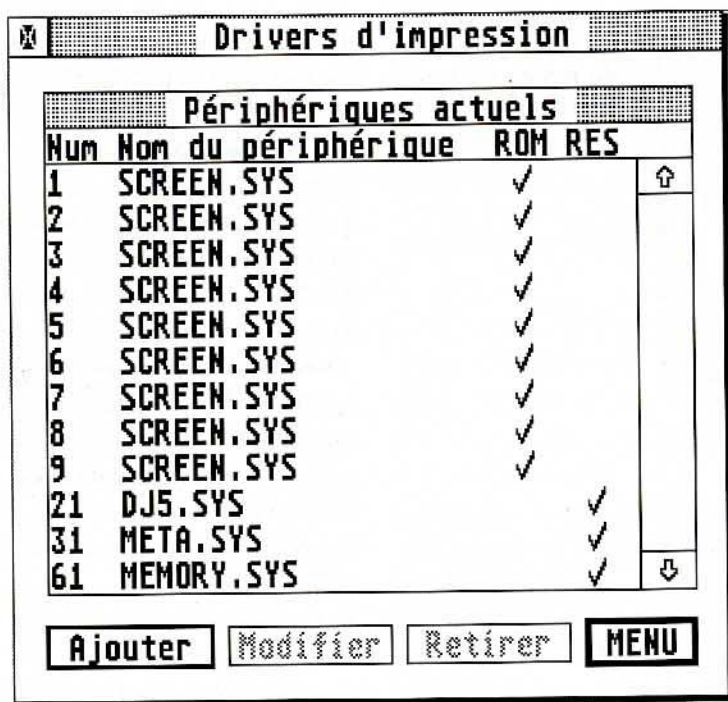 Drivers d'impression
Périphériques actuels
Num Nom du périphérique ROM RES
1 SCREEN.SYS ✓
2 SCREEN.SYS ✓
3 SCREEN.SYS ✓
4 SCREEN.SYS ✓
5 SCREEN.SYS ✓
6 SCREEN.SYS ✓
7 SCREEN.SYS ✓
8 SCREEN.SYS ✓
9 SCREEN.SYS ✓
21 DJ5.SYS ✓
31 META.SYS ✓
61 MEMORY.SYS ✓
Ajouter Modifier Retirer MENU